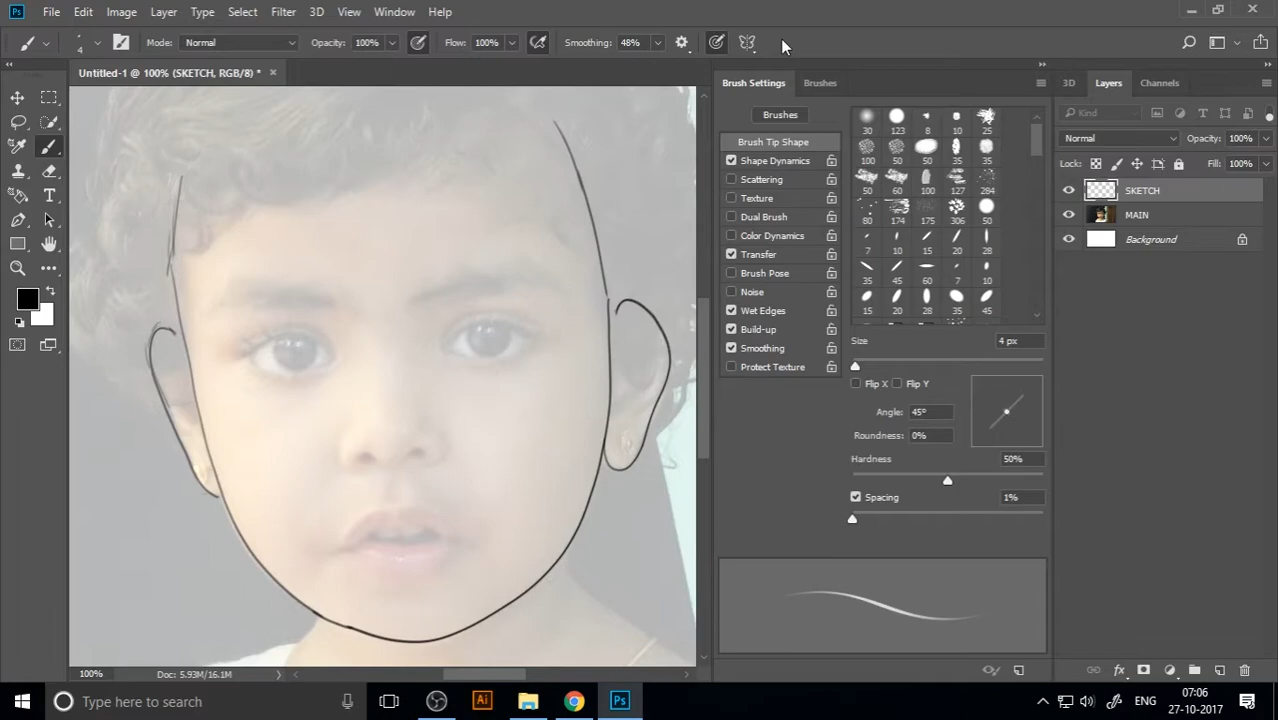 Ps File Edit Image Layer Type Select Filter 3D View Window Help
4 Mode: Normal Opacity: 100% Flow: 100% Smoothing: 48%
Untitled-1 @ 100% (SKETCH, RGB/8) *
Brush Settings Brushes
Brushes
Brush Tip Shape
Shape Dynamics
Scattering
Texture
Dual Brush
Color Dynamics
Transfer
Brush Pose
Noise
Wet Edges
Build-up
Smoothing
Protect Texture
30 123 8 10 25
100 50 50 35 35
50 60 100 127 284
80 174 175 306 50
7 10 15 20 28
35 45 60 7 10
15 20 28 35 45
Size 4 px
Flip X Flip Y
Angle: 45º
Roundness: 0%
Hardness 50%
Spacing 1%
3D Layers Channels
Kind
Normal Opacity: 100%
Lock: Fill: 100%
SKETCH
MAIN
Background
fx
100% Doc: 5.93M/16.1M
Type here to search
Ai Ps
ENG
07:06
27-10-2017
3